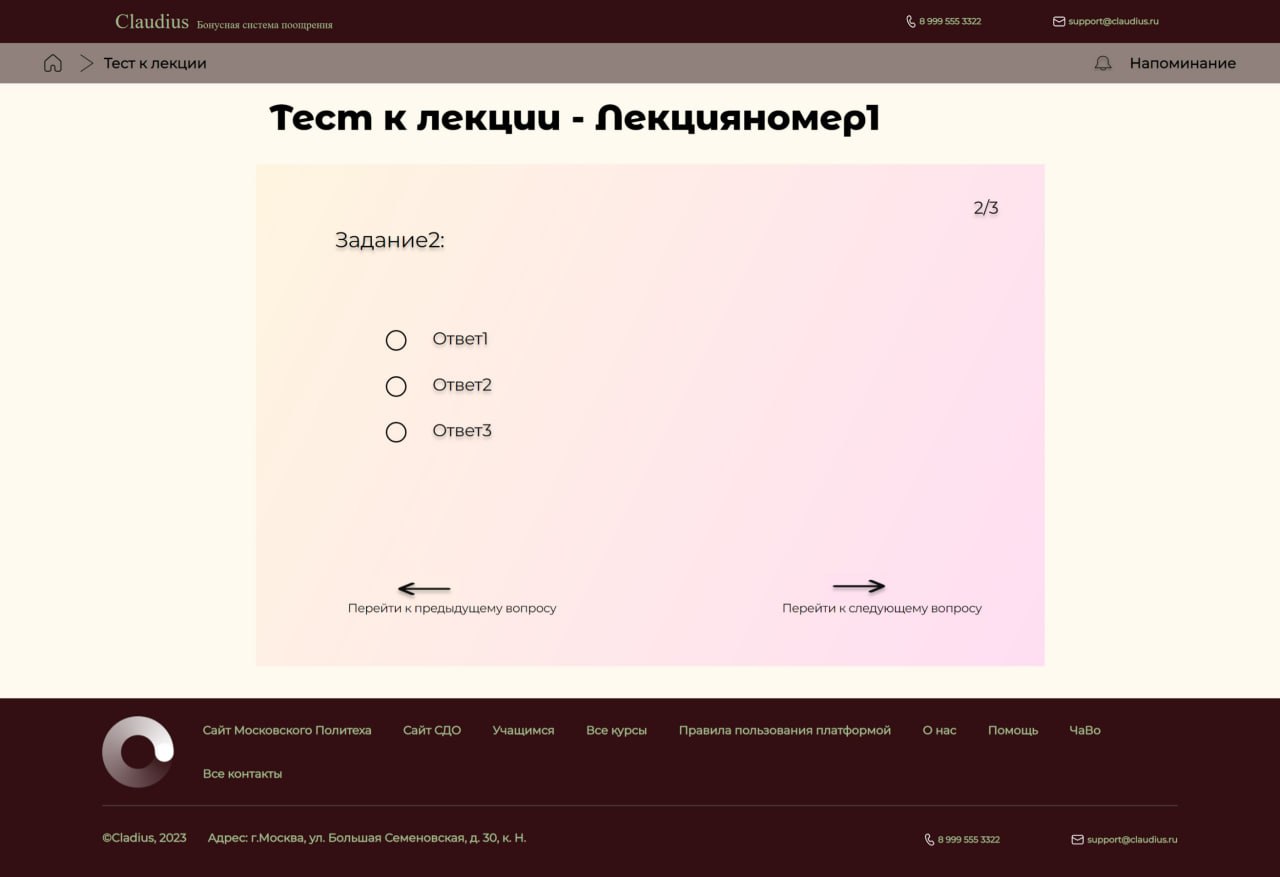 Claudius Бонусная система поощрения 8 999 555 3322 support@claudius.ru
Тест к лекции Напоминание
Тест к лекции - Лекцияномер1
2/3
Задание2:
Ответ1
Ответ2
Ответ3
Перейти к предыдущему вопросу Перейти к следующему вопросу
Сайт Московского Политеха Сайт СДО Учащимся Все курсы Правила пользования платформой О нас Помощь ЧаВо
Все контакты
©Cladius, 2023 Адрес: г.Москва, ул. Большая Семеновская, д. 30, к. Н. 8 999 555 3322 support@claudius.ru